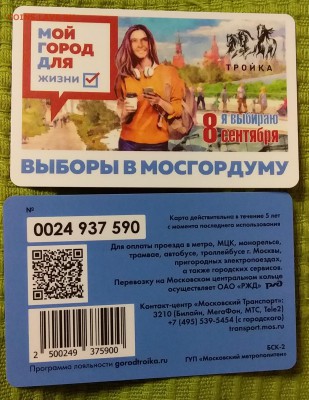 МОЙ
ГОРОД
ДЛЯ
ЖИЗНИ
ТРОЙКА
я выбираю
8 сентября
ВЫБОРЫ В МОСГОРДУМУ
№
0024 937 590
Карта действительна в течение 5 лет
с момента последнего использования
Для оплаты проезда в метро, МЦК, монорельсе,
трамвае, автобусе, троллейбусе г. Москвы,
пригородных электропоездах,
а также городских сервисов.
Перевозку на Московском центральном кольце
осуществляет ОАО «РЖД» РЖД
Контакт-центр «Московский Транспорт»:
3210 (Билайн, МегаФон, МТС, Tele2)
+7 (495) 539-5454 (с городского)
transport.mos.ru
2 500249 375900
БСК-2
Программа лояльности gorodtroika.ru
ГУП «Московский метрополитен»